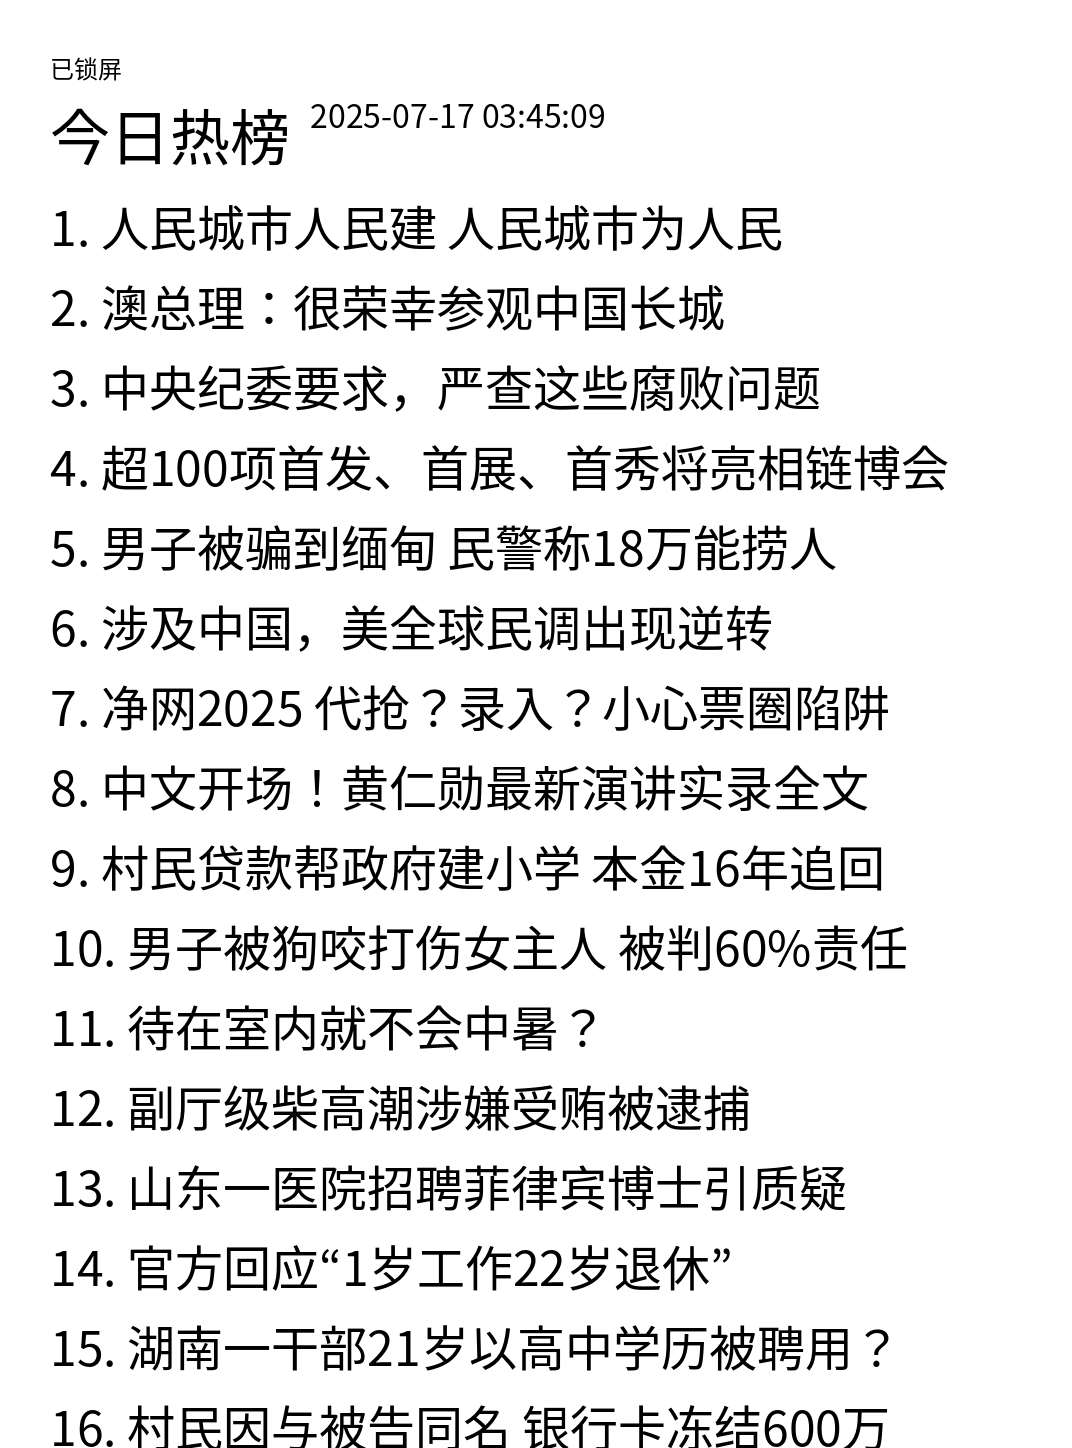 已锁屏
今日热榜 2025-07-17 03:45:09
1. 人民城市人民建 人民城市为人民
2. 澳总理：很荣幸参观中国长城
3. 中央纪委要求，严查这些腐败问题
4. 超100项首发、首展、首秀将亮相链博会
5. 男子被骗到缅甸 民警称18万能捞人
6. 涉及中国，美全球民调出现逆转
7. 净网2025 代抢？录入？小心票圈陷阱
8. 中文开场！黄仁勋最新演讲实录全文
9. 村民贷款帮政府建小学 本金16年追回
10. 男子被狗咬打伤女主人 被判60%责任
11. 待在室内就不会中暑？
12. 副厅级柴高潮涉嫌受贿被逮捕
13. 山东一医院招聘菲律宾博士引质疑
14. 官方回应“1岁工作22岁退休”
15. 湖南一干部21岁以高中学历被聘用？
16. 村民因与被告同名 银行卡冻结600万